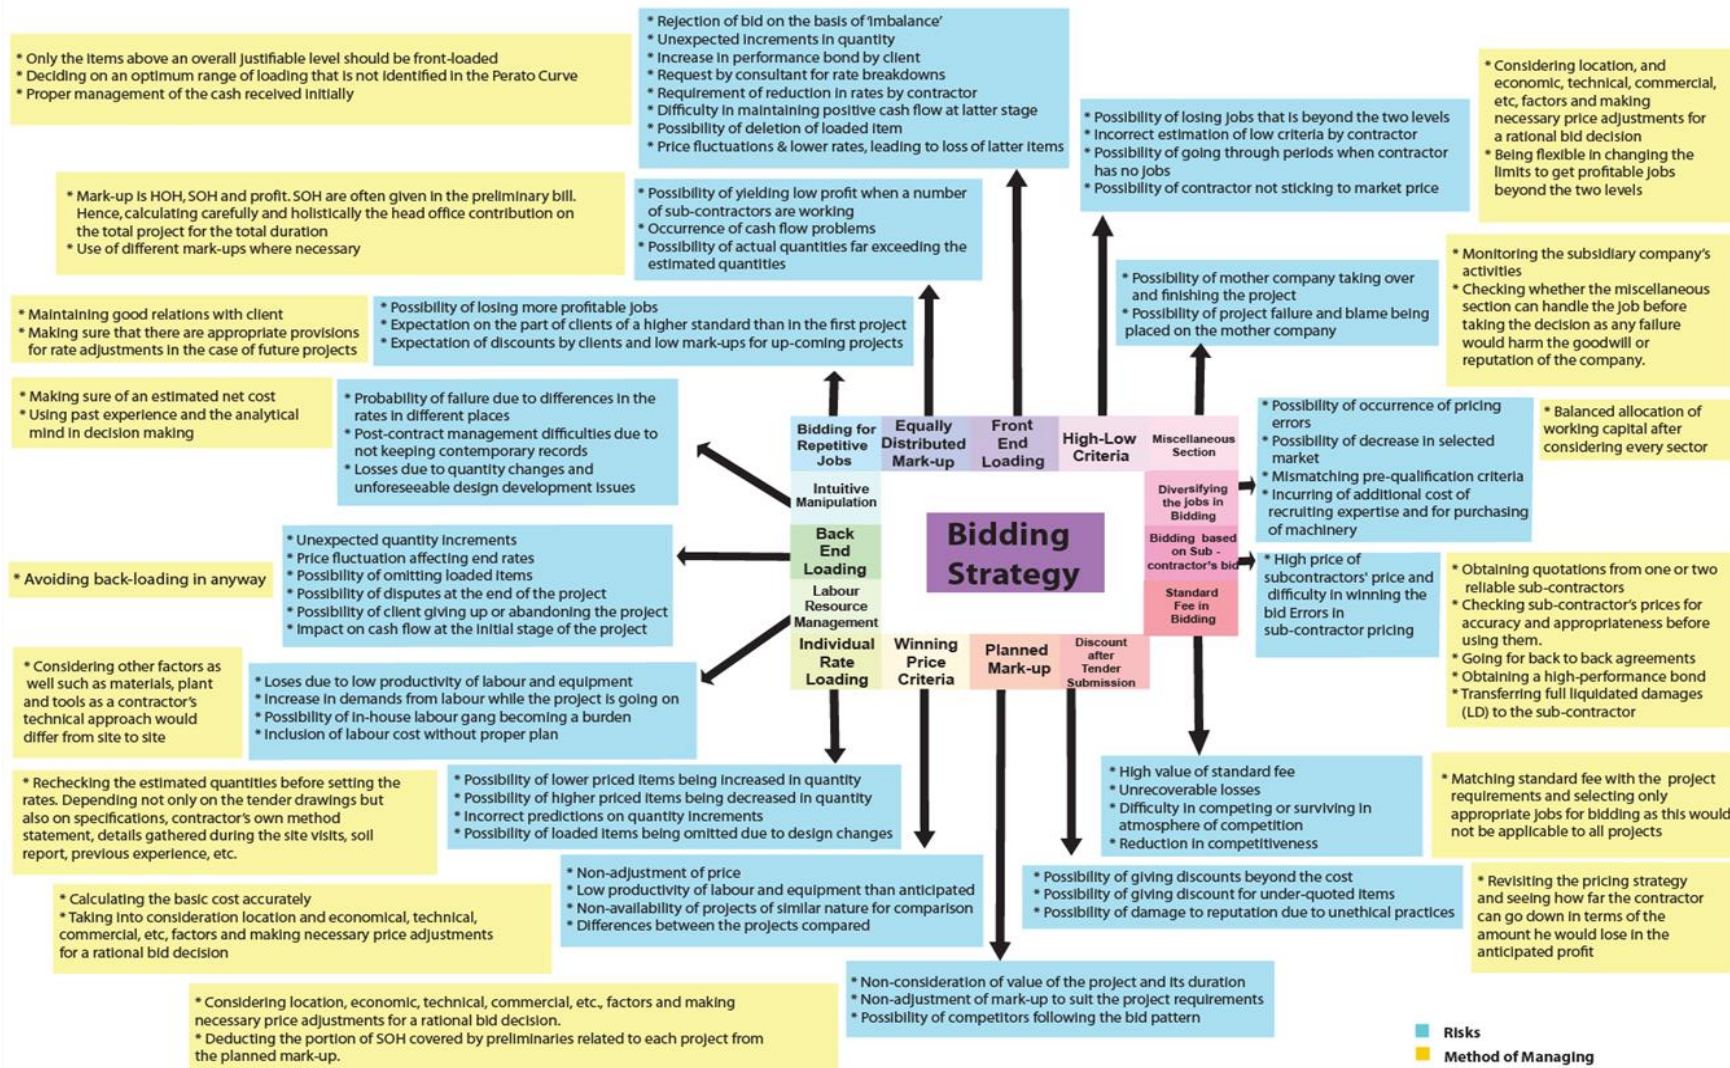 * Only the items above an overall justifiable level should be front-loaded
* Deciding on an optimum range of loading that is not identified in the Perato Curve
* Proper management of the cash received initially
* Rejection of bid on the basis of 'imbalance'
* Unexpected increments in quantity
* Increase in performance bond by client
* Request by consultant for rate breakdowns
* Requirement of reduction in rates by contractor
* Difficulty in maintaining positive cash flow at latter stage
* Possibility of deletion of loaded item
* Price fluctuations & lower rates, leading to loss of latter items
* Possibility of losing jobs that is beyond the two levels
* Incorrect estimation of low criteria by contractor
* Possibility of going through periods when contractor
has no jobs
* Possibility of contractor not sticking to market price
* Considering location, and
economic, technical, commercial,
etc, factors and making
necessary price adjustments for
a rational bid decision
* Being flexible in changing the
limits to get profitable jobs
beyond the two levels
* Mark-up is HOH, SOH and profit. SOH are often given in the preliminary bill.
Hence, calculating carefully and holistically the head office contribution on
the total project for the total duration
* Use of different mark-ups where necessary
* Possibility of yielding low profit when a number
of sub-contractors are working
* Occurrence of cash flow problems
* Possibility of actual quantities far exceeding the
estimated quantities
* Possibility of mother company taking over
and finishing the project
* Possibility of project failure and blame being
placed on the mother company
* Monitoring the subsidiary company's
activities
* Checking whether the miscellaneous
section can handle the job before
taking the decision as any failure
would harm the goodwill or
reputation of the company.
* Maintaining good relations with client
* Making sure that there are appropriate provisions
for rate adjustments in the case of future projects
* Possibility of losing more profitable jobs
* Expectation on the part of clients of a higher standard than in the first project
* Expectation of discounts by clients and low mark-ups for up-coming projects
* Making sure of an estimated net cost
* Using past experience and the analytical
mind in decision making
* Probability of failure due to differences in the
rates in different places
* Post-contract management difficulties due to
not keeping contemporary records
* Losses due to quantity changes and
unforeseeable design development issues
Bidding for
Repetitive
Jobs
Equally
Distributed
Mark-up
Front
End
Loading
High-Low
Criteria
Miscellaneous
Section
* Possibility of occurrence of pricing
errors
* Possibility of decrease in selected
market
* Mismatching pre-qualification criteria
* Incurring of additional cost of
recruiting expertise and for purchasing
of machinery
* Balanced allocation of
working capital after
considering every sector
Intuitive
Manipulation
Diversifying
the jobs in
Bidding
Back
End
Loading
Bidding
Strategy
Bidding based
on Sub -
contractor's bid
Labour
Resource
Management
Standard
Fee in
Bidding
Individual
Rate
Loading
Winning
Price
Criteria
Planned
Mark-up
Discount
after
Tender
Submission
* Unexpected quantity increments
* Price fluctuation affecting end rates
* Possibility of omitting loaded items
* Possibility of disputes at the end of the project
* Possibility of client giving up or abandoning the project
* Impact on cash flow at the initial stage of the project
* Avoiding back-loading in anyway
* High price of
subcontractors' price and
difficulty in winning the
bid Errors in
sub-contractor pricing
* Obtaining quotations from one or two
reliable sub-contractors
* Checking sub-contractor's prices for
accuracy and appropriateness before
using them.
* Going for back to back agreements
* Obtaining a high-performance bond
* Transferring full liquidated damages
(LD) to the sub-contractor
* Considering other factors as
well such as materials, plant
and tools as a contractor's
technical approach would
differ from site to site
* Loses due to low productivity of labour and equipment
* Increase in demands from labour while the project is going on
* Possibility of in-house labour gang becoming a burden
* Inclusion of labour cost without proper plan
* Rechecking the estimated quantities before setting the
rates. Depending not only on the tender drawings but
also on specifications, contractor's own method
statement, details gathered during the site visits, soil
report, previous experience, etc.
* Possibility of lower priced items being increased in quantity
* Possibility of higher priced items being decreased in quantity
* Incorrect predictions on quantity increments
* Possibility of loaded items being omitted due to design changes
* High value of standard fee
* Unrecoverable losses
* Difficulty in competing or surviving in
atmosphere of competition
* Reduction in competitiveness
* Matching standard fee with the project
requirements and selecting only
appropriate jobs for bidding as this would
not be applicable to all projects
* Calculating the basic cost accurately
* Taking into consideration location and economical, technical,
commercial, etc, factors and making necessary price adjustments
for a rational bid decision
* Non-adjustment of price
* Low productivity of labour and equipment than anticipated
* Non-availability of projects of similar nature for comparison
* Differences between the projects compared
* Possibility of giving discounts beyond the cost
* Possibility of giving discount for under-quoted items
* Possibility of damage to reputation due to unethical practices
* Revisiting the pricing strategy
and seeing how far the contractor
can go down in terms of the
amount he would lose in the
anticipated profit
* Considering location, economic, technical, commercial, etc., factors and making
necessary price adjustments for a rational bid decision.
* Deducting the portion of SOH covered by preliminaries related to each project from
the planned mark-up.
* Non-consideration of value of the project and its duration
* Non-adjustment of mark-up to suit the project requirements
* Possibility of competitors following the bid pattern
Risks
Method of Managing